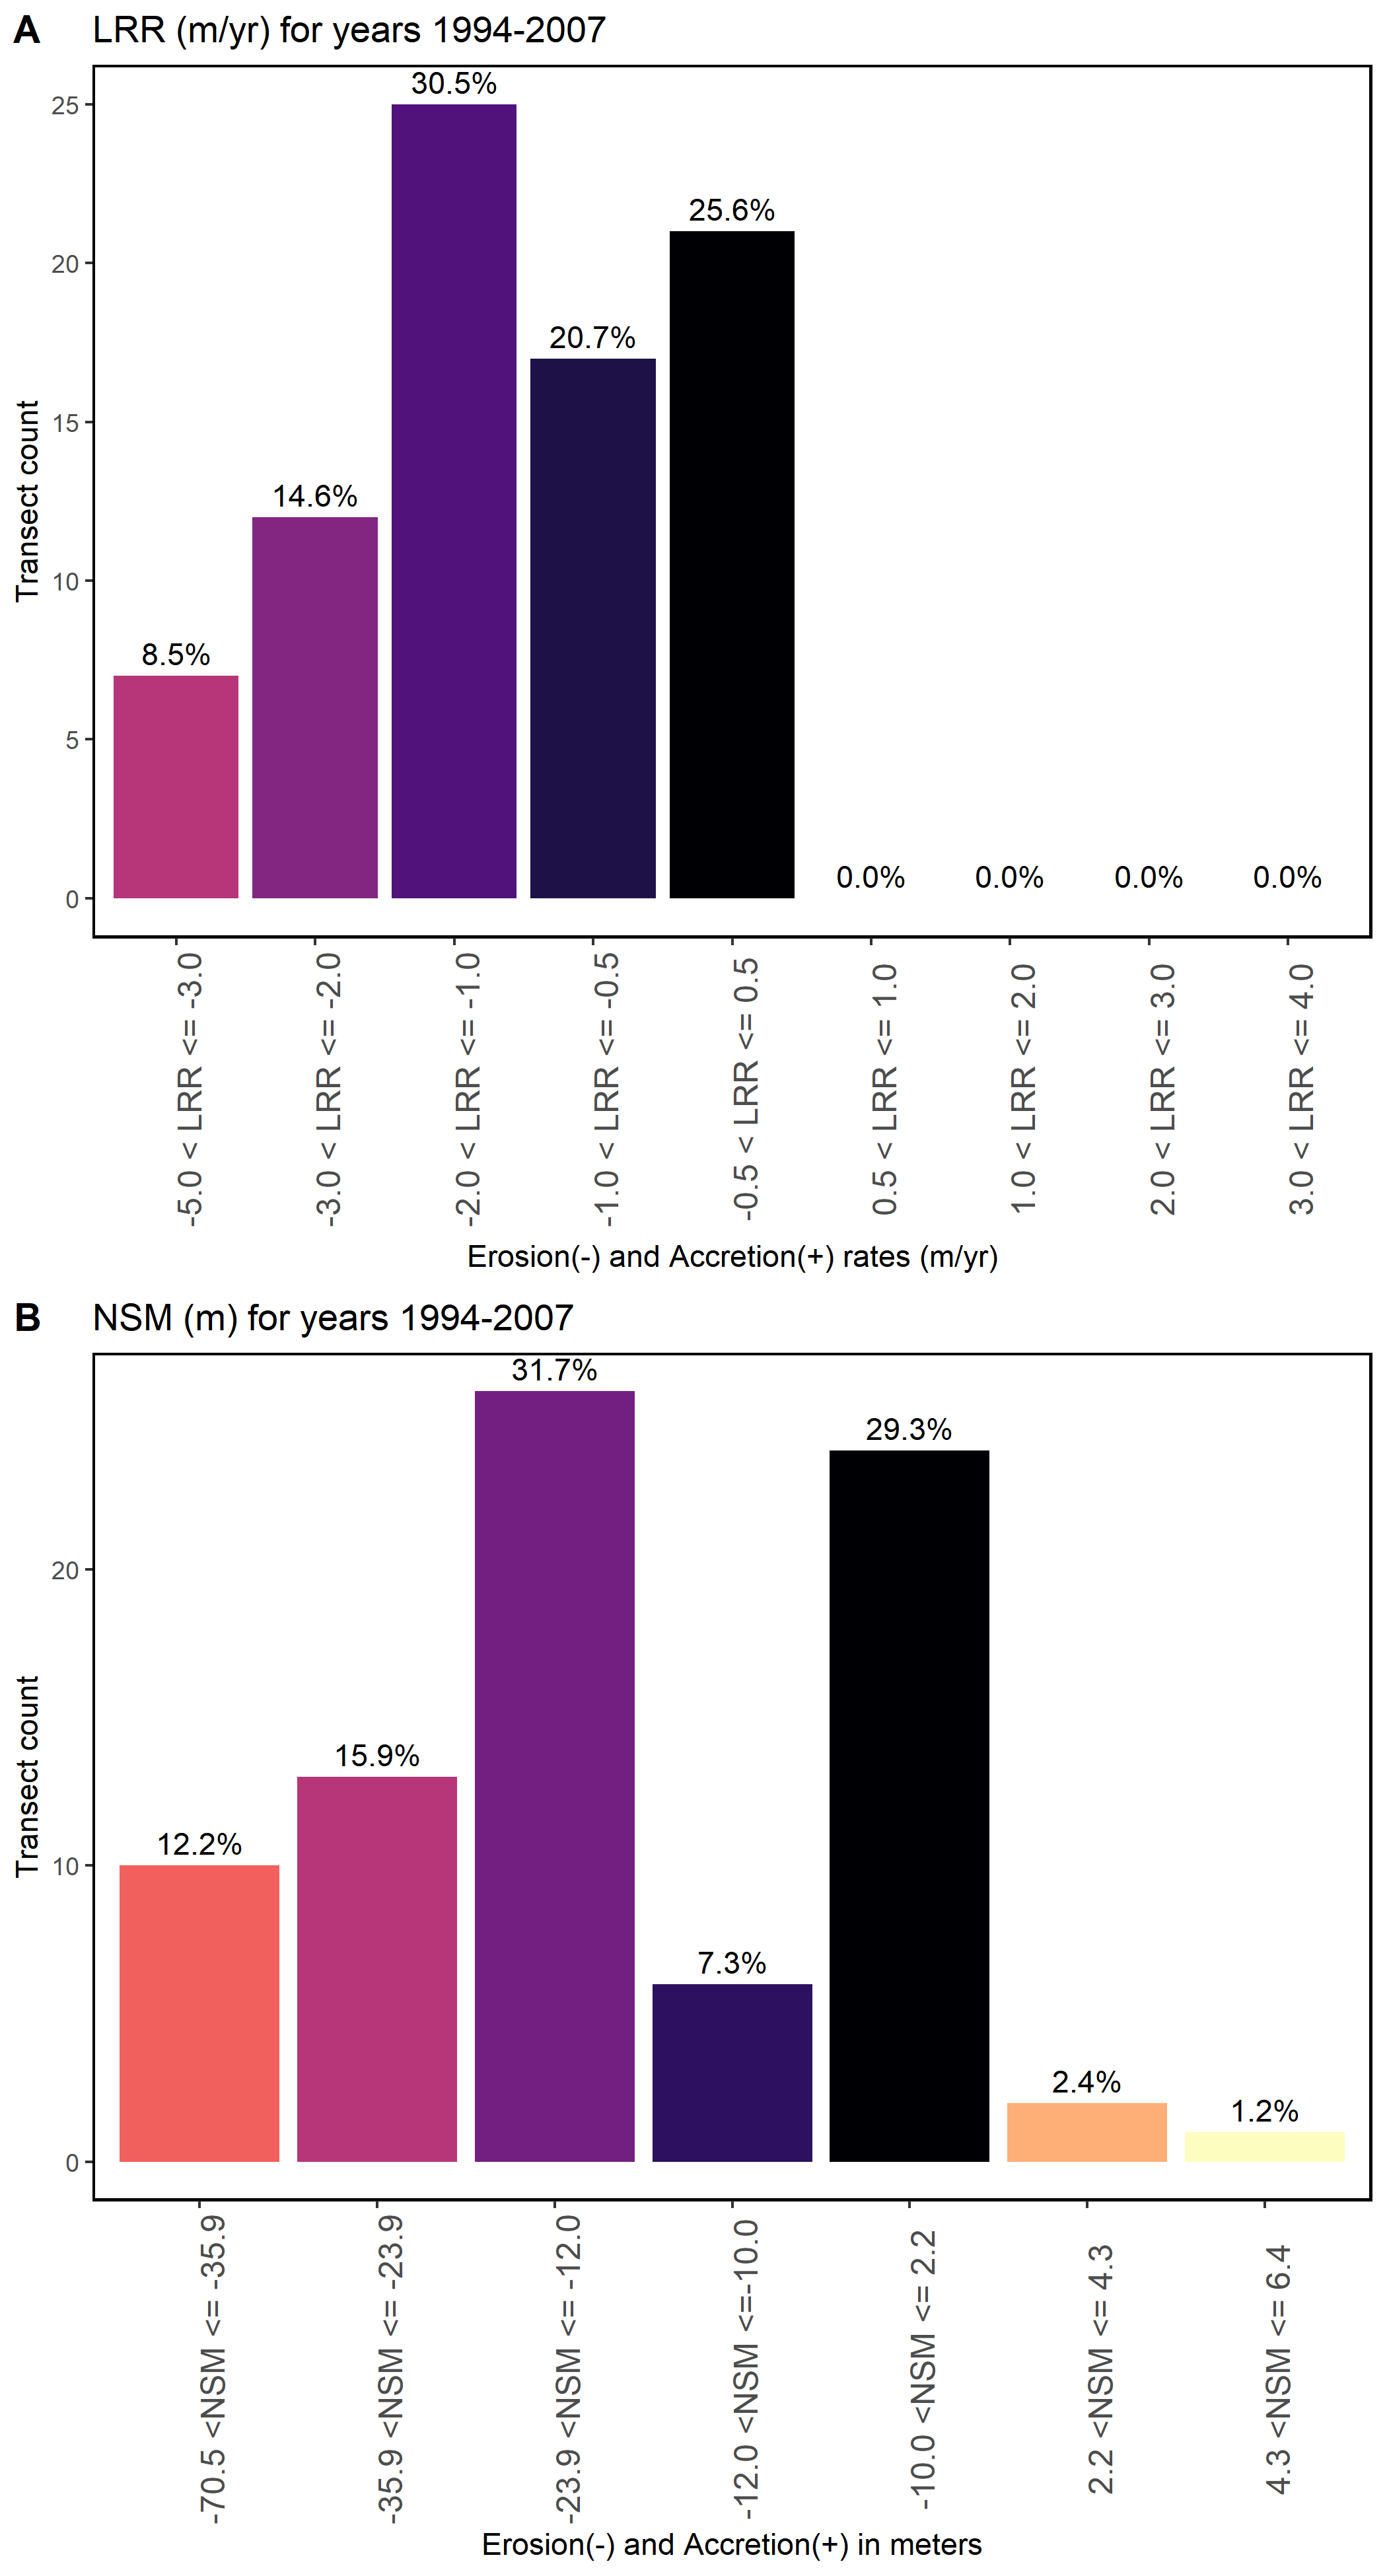 A LRR (m/yr) for years 1994-2007
30.5%
25
25.6%
20
20.7%
15
14.6%
10
8.5%
5
0.0% 0.0% 0.0% 0.0%
0
Transect count
-5.0 < LRR <= -3.0
-3.0 < LRR <= -2.0
-2.0 < LRR <= -1.0
-1.0 < LRR <= -0.5
-0.5 < LRR <= 0.5
0.5 < LRR <= 1.0
1.0 < LRR <= 2.0
2.0 < LRR <= 3.0
3.0 < LRR <= 4.0
Erosion(-) and Accretion(+) rates (m/yr)
B NSM (m) for years 1994-2007
31.7%
29.3%
20
15.9%
12.2%
10
7.3%
2.4%
1.2%
0
Transect count
-70.5 <NSM <= -35.9
-35.9 <NSM <= -23.9
-23.9 <NSM <= -12.0
-12.0 <NSM <=-10.0
-10.0 <NSM <= 2.2
2.2 <NSM <= 4.3
4.3 <NSM <= 6.4
Erosion(-) and Accretion(+) in meters